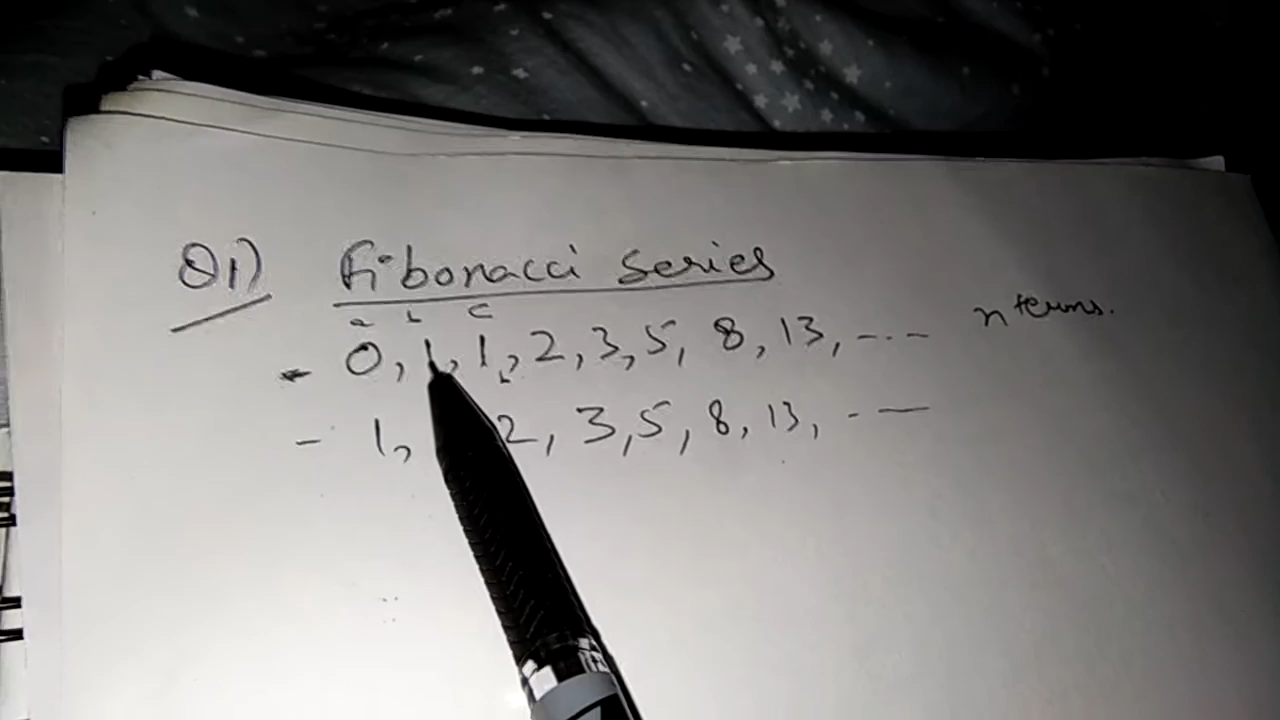 Q1) Fibonacci Series
a b c
- 0, 1, 1, 2, 3, 5, 8, 13, --- n terms.
- 1, 2, 3, 5, 8, 13, ---